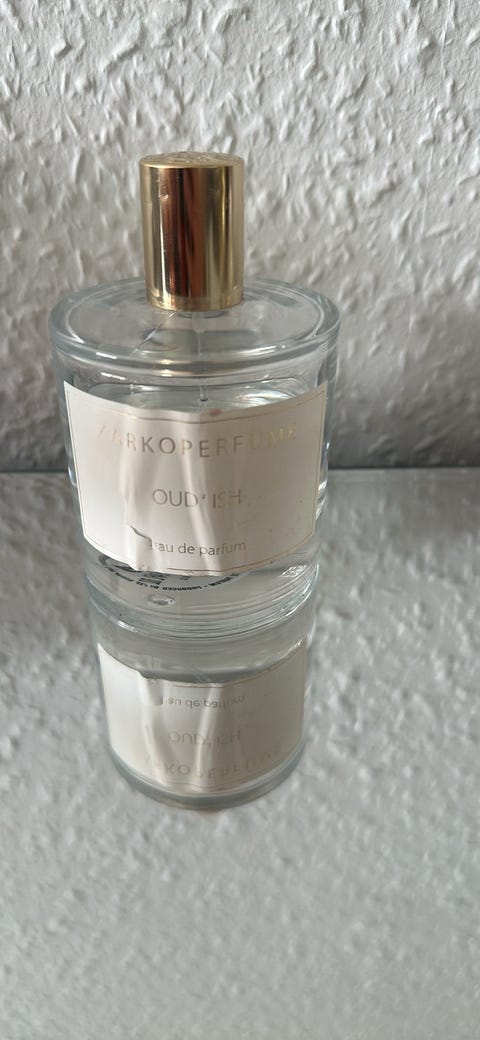 ZARKOPERFUME
OUD' ISH
eau de parfum